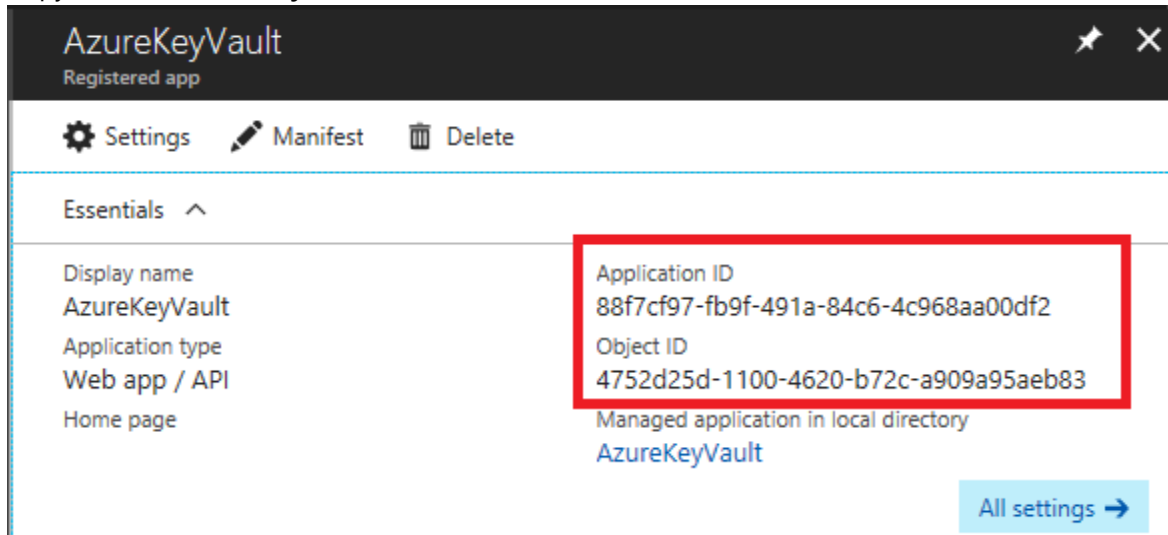 AzureKeyVault
Registered app
Settings Manifest Delete
Essentials
Display name
AzureKeyVault
Application type
Web app / API
Home page
Application ID
88f7cf97-fb9f-491a-84c6-4c968aa00df2
Object ID
4752d25d-1100-4620-b72c-a909a95aeb83
Managed application in local directory
AzureKeyVault
All settings →